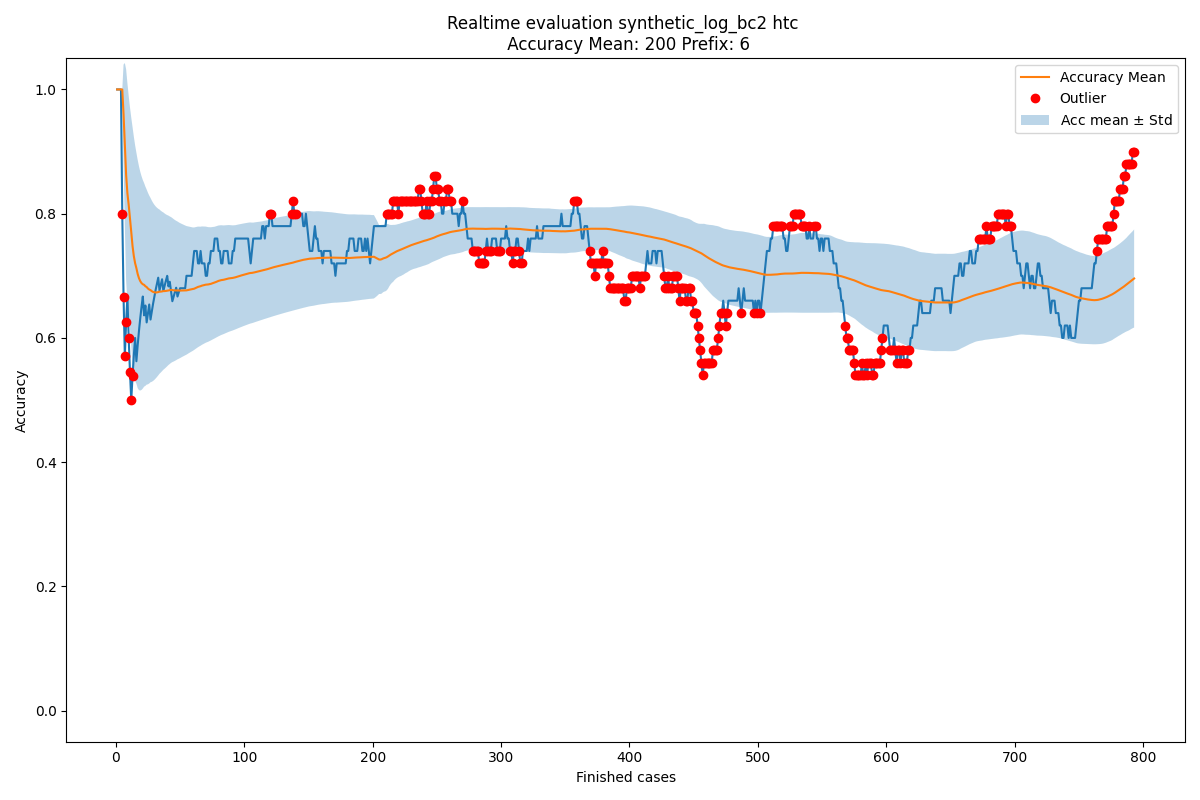 Realtime evaluation synthetic_log_bc2 htc
Accuracy Mean: 200 Prefix: 6
Accuracy Mean
Outlier
Acc mean ± Std
Accuracy
1.0
0.8
0.6
0.4
0.2
0.0
0 100 200 300 400 500 600 700 800
Finished cases